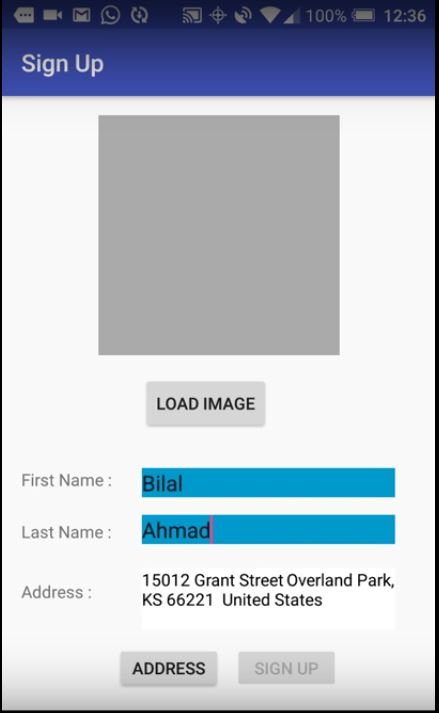 100% 12:36
Sign Up
LOAD IMAGE
First Name : Bilal
Last Name : Ahmad
Address : 15012 Grant Street Overland Park,
KS 66221 United States
ADDRESS SIGN UP